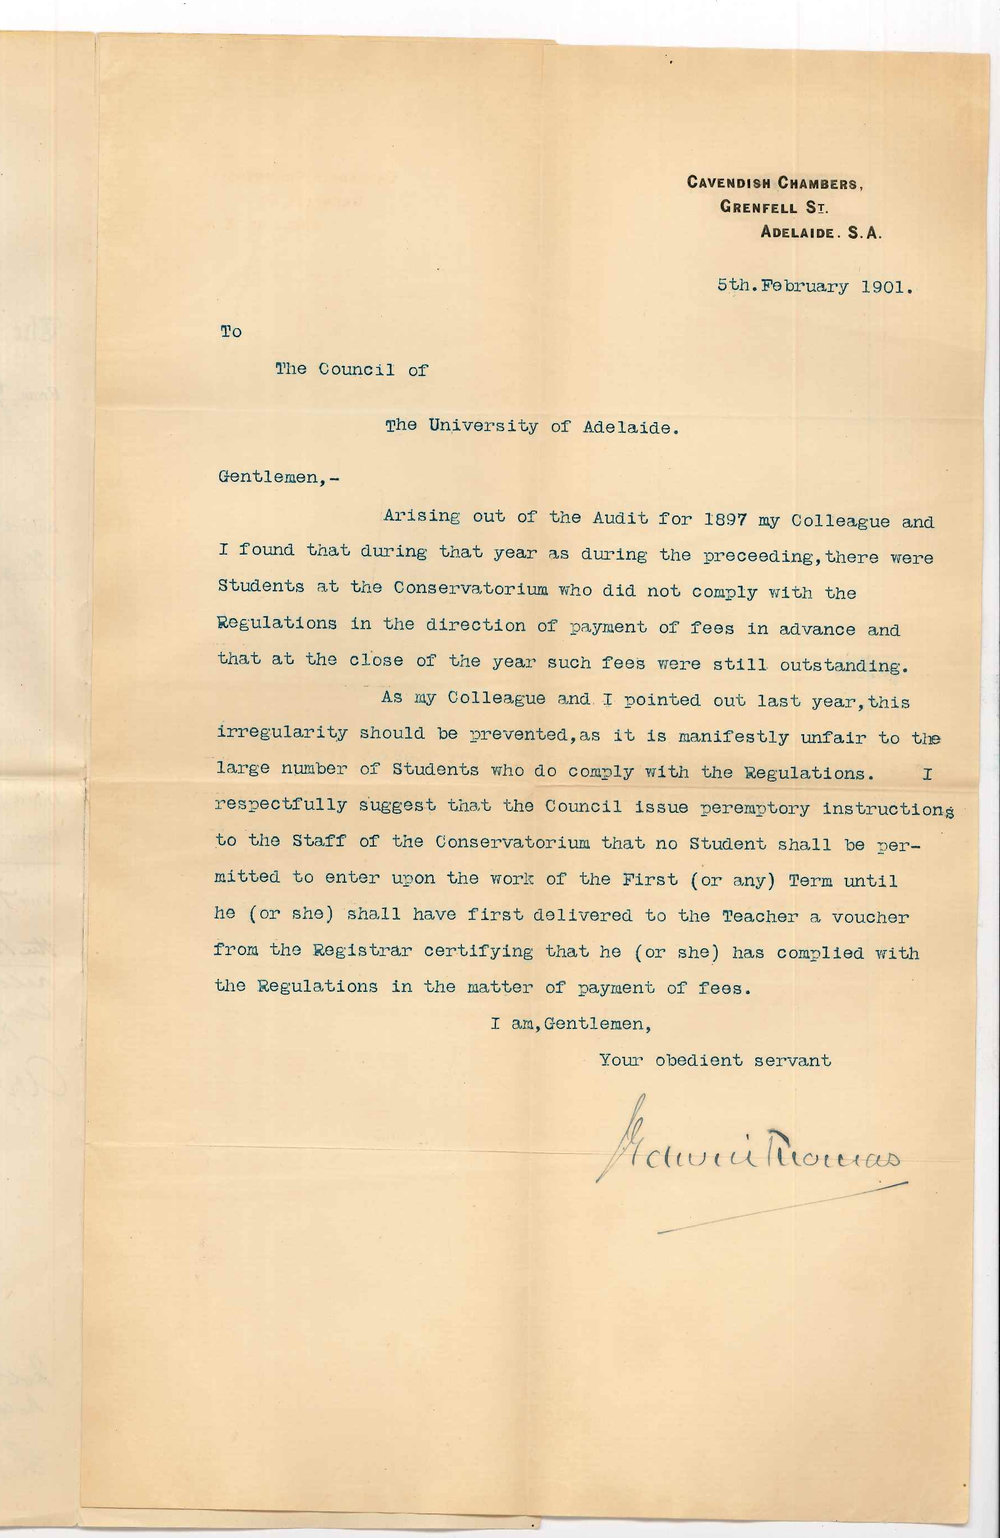 CAVENDISH CHAMBERS,
GRENFELL ST.
ADELAIDE. S.A.
5th.February 1901.
To
The Council of
The University of Adelaide.
Gentlemen,-
Arising out of the Audit for 1897 my Colleague and
I found that during that year as during the preceeding,there were
Students at the Conservatorium who did not comply with the
Regulations in the direction of payment of fees in advance and
that at the close of the year such fees were still outstanding.
As my Colleague and I pointed out last year,this
irregularity should be prevented,as it is manifestly unfair to the
large number of Students who do comply with the Regulations. I
respectfully suggest that the Council issue peremptory instructions
to the Staff of the Conservatorium that no Student shall be per-
mitted to enter upon the work of the First (or any) Term until
he (or she) shall have first delivered to the Teacher a voucher
from the Registrar certifying that he (or she) has complied with
the Regulations in the matter of payment of fees.
I am,Gentlemen,
Your obedient servant
Edwin Thomas